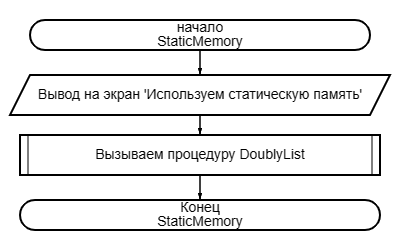 начало
StaticMemory
Вывод на экран 'Используем статическую память'
Вызываем процедуру DoublyList
Конец
StaticMemory